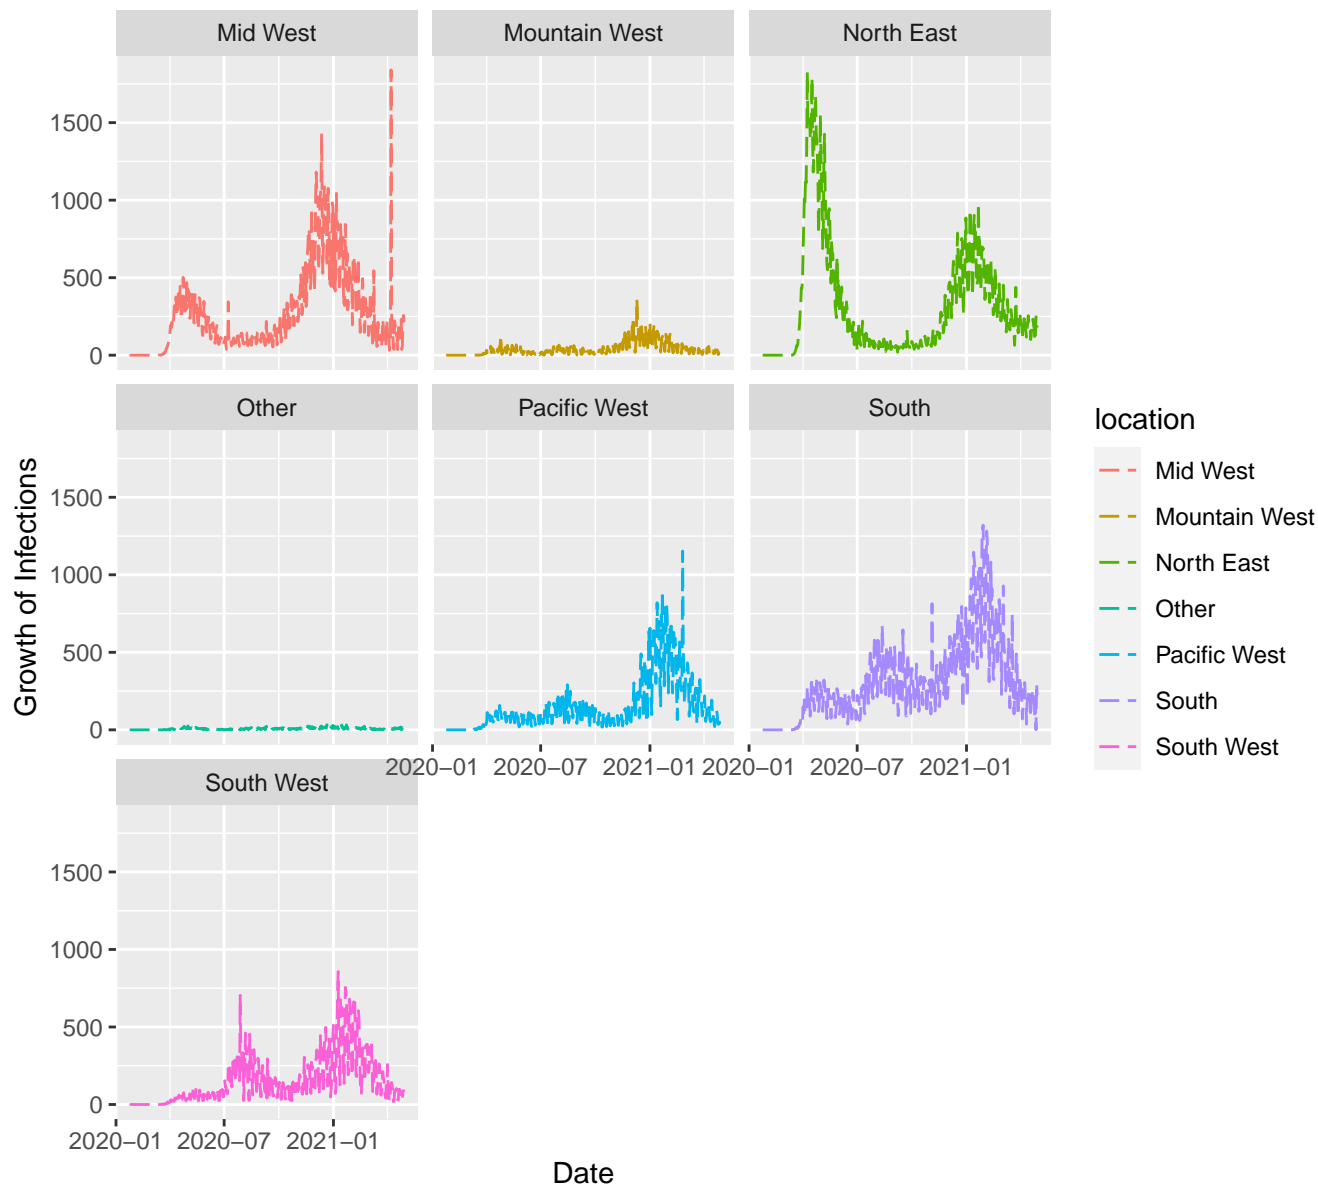 Mid West
Mountain West
North East
1500
1000
500
0
Other
Pacific West
South
1500
1000
500
0
2020−01
2020−07
2021−01
2020−01
2020−07
2021−01
South West
1500
1000
500
0
2020−01
2020−07
2021−01
Date
Growth of Infections
location
Mid West
Mountain West
North East
Other
Pacific West
South
South West